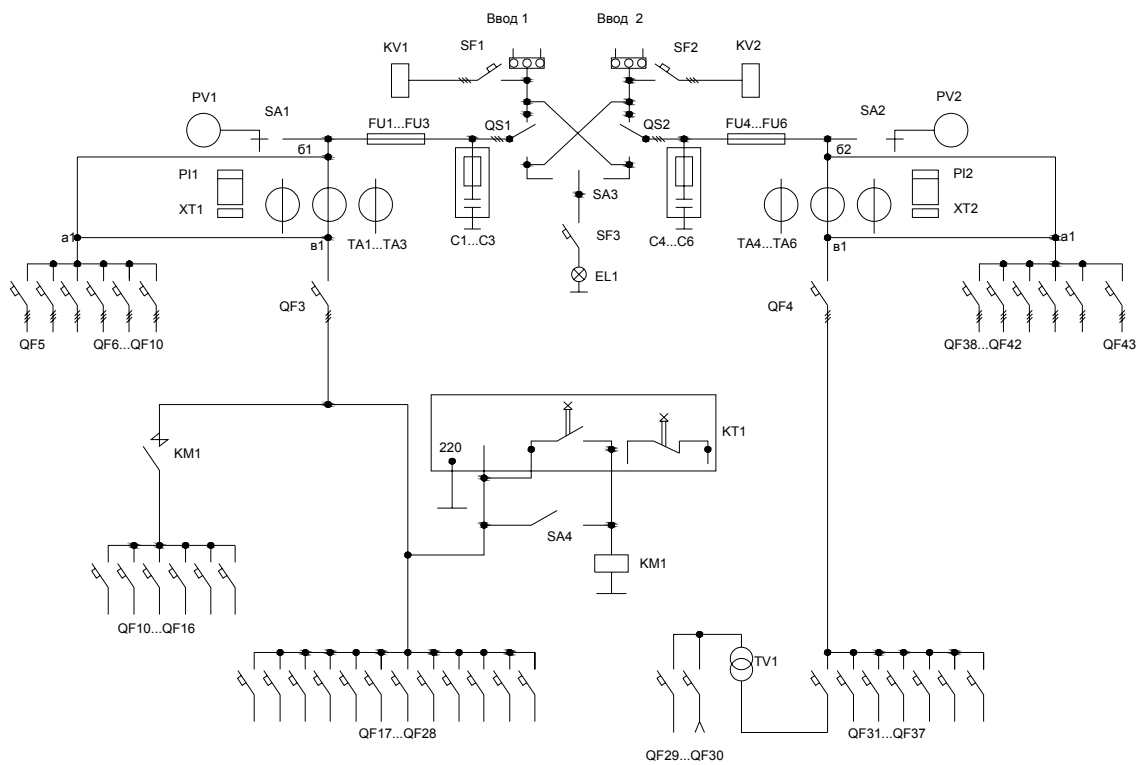 Ввод 1
Ввод 2
KV1
SF1
SF2
KV2
PV1
SA1
FU1...FU3
QS1
QS2
FU4...FU6
SA2
PV2
б1
б2
PI1
XT1
TA1...TA3
C1...C3
SA3
SF3
EL1
C4...C6
TA4...TA6
PI2
XT2
а1
в1
в1
а1
QF3
QF4
QF5
QF6...QF10
QF38...QF42
QF43
KM1
220
KT1
SA4
KM1
QF10...QF16
TV1
QF17...QF28
QF29...QF30
QF31...QF37